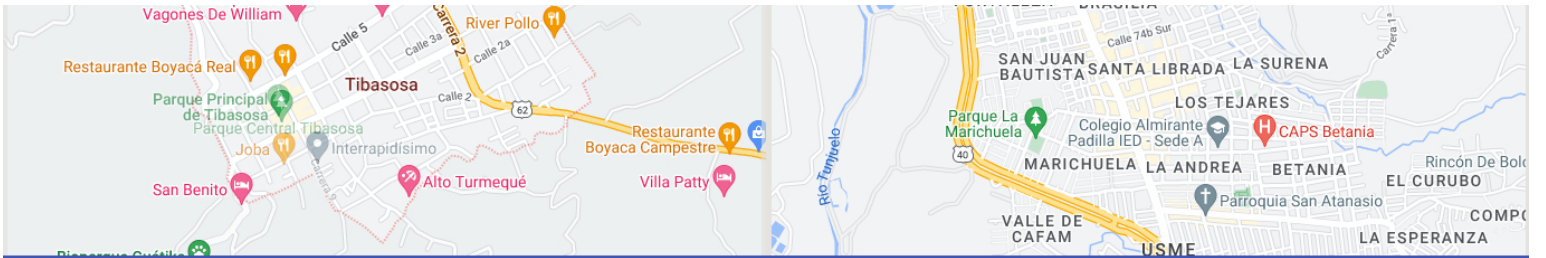 Vagones De William
River Pollo
Carrera 2
Calle 5
Calle 3a
Calle 2a
Restaurante Boyacá Real
Tibasosa
Parque Principal
de Tibasosa
Calle 2
62
Parque Central Tibasosa
Joba
Interrapidísimo
Restaurante
Boyaca Campestre
San Benito
Alto Turmequé
Villa Patty
BRASILIA
Calle 74b Sur
Carrera 1ª
SAN JUAN
BAUTISTA
SANTA LIBRADA
LA SURENA
LOS TEJARES
Parque La
Marichuela
Colegio Almirante
Padilla IED - Sede A
H
CAPS Betania
40
Rio Tunjuelo
MARICHUELA
LA ANDREA
BETANIA
Rincón De
EL CURUBO
Parroquia San Atanasio
VALLE DE
CAFAM
LA ESPERANZA
USME